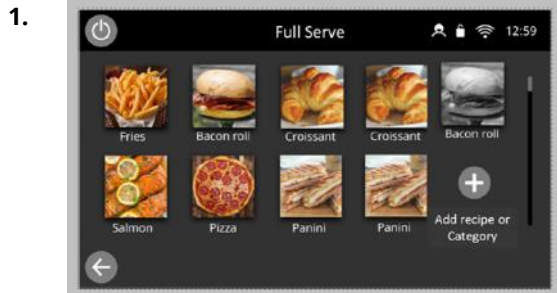 1.
Full Serve 12:59
Fries Bacon roll Croissant Croissant Bacon roll
Salmon Pizza Panini Panini Add recipe or
Category